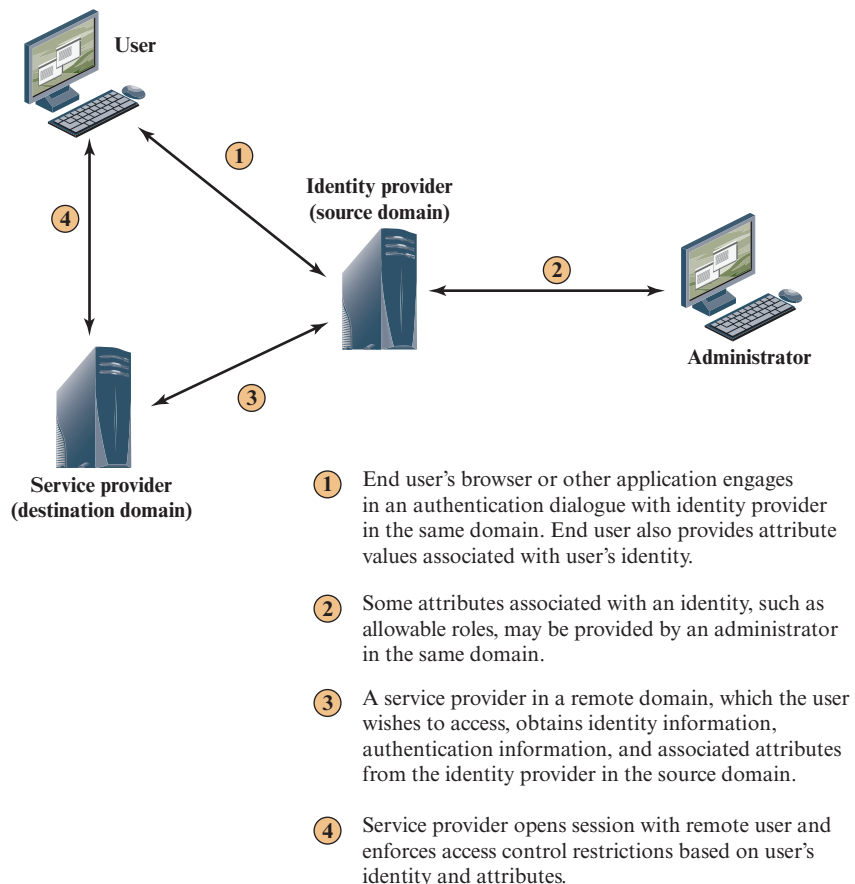 User
1
Identity provider
(source domain)
4
2
Administrator
3
Service provider
(destination domain)
1 End user's browser or other application engages
in an authentication dialogue with identity provider
in the same domain. End user also provides attribute
values associated with user's identity.
2 Some attributes associated with an identity, such as
allowable roles, may be provided by an administrator
in the same domain.
3 A service provider in a remote domain, which the user
wishes to access, obtains identity information,
authentication information, and associated attributes
from the identity provider in the source domain.
4 Service provider opens session with remote user and
enforces access control restrictions based on user's
identity and attributes.